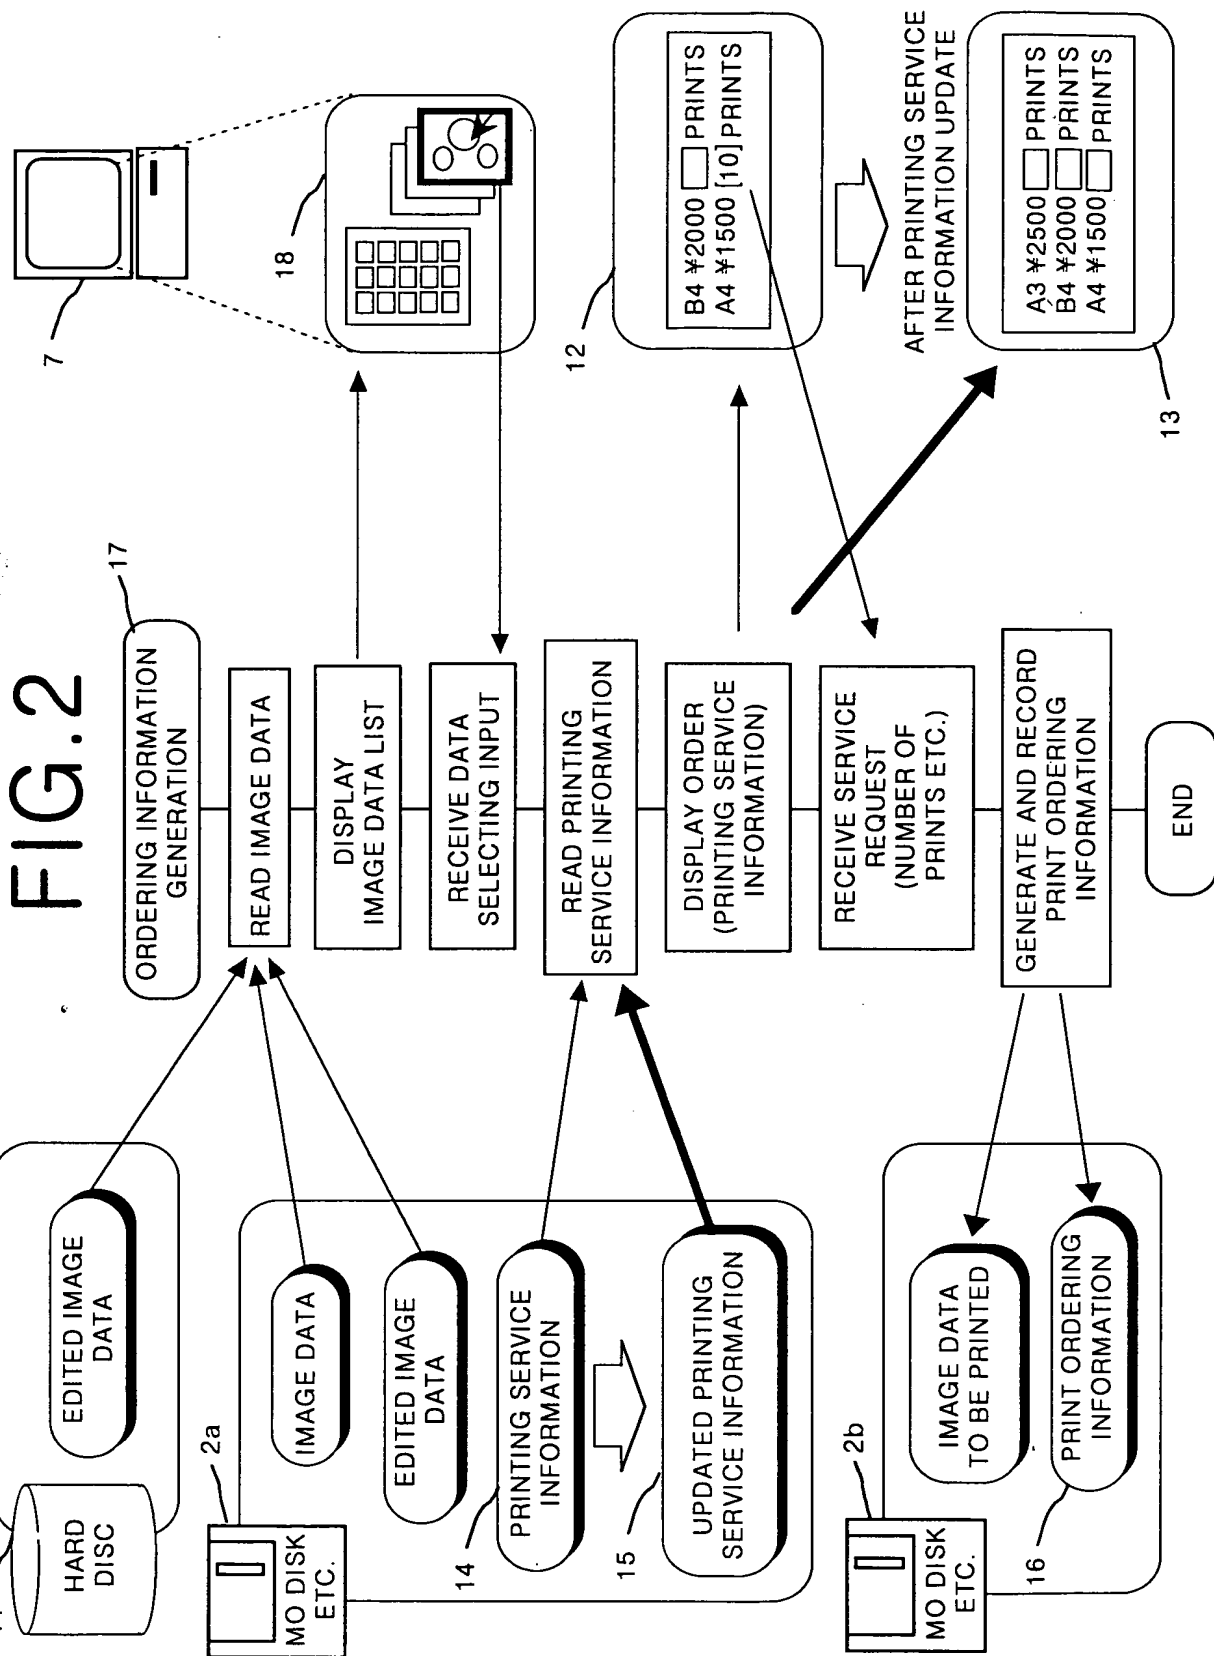 FIG.2
HARD
DISC
EDITED IMAGE
DATA
2a
MO DISK
ETC.
IMAGE DATA
EDITED IMAGE
DATA
14
PRINTING SERVICE
INFORMATION
15
UPDATED PRINTING
SERVICE INFORMATION
2b
MO DISK
ETC.
IMAGE DATA
TO BE PRINTED
16
PRINT ORDERING
INFORMATION
17
ORDERING INFORMATION
GENERATION
READ IMAGE DATA
DISPLAY
IMAGE DATA LIST
RECEIVE DATA
SELECTING INPUT
READ PRINTING
SERVICE INFORMATION
DISPLAY ORDER
(PRINTING SERVICE
INFORMATION)
RECEIVE SERVICE
REQUEST
(NUMBER OF
PRINTS ETC.)
GENERATE AND RECORD
PRINT ORDERING
INFORMATION
END
7
18
12
B4 ¥2000 PRINTS
A4 ¥1500 [10] PRINTS
AFTER PRINTING SERVICE
INFORMATION UPDATE
A3 ¥2500 PRINTS
B4 ¥2000 PRINTS
A4 ¥1500 PRINTS
13